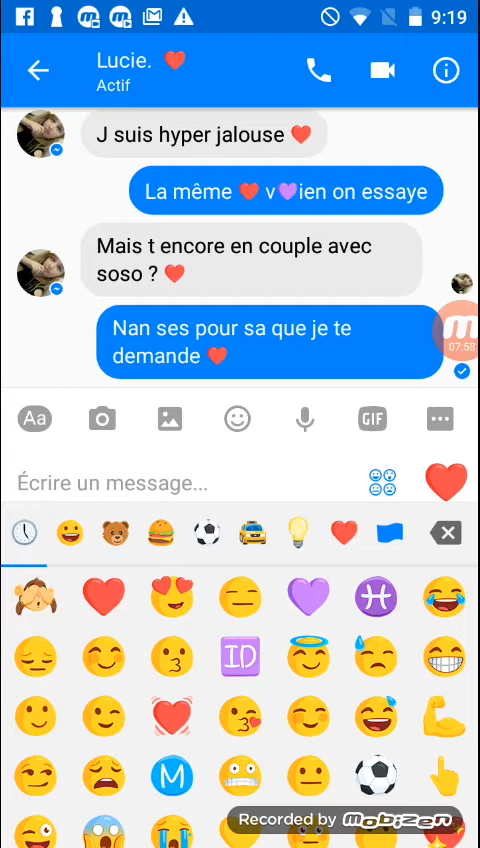 9:19
Lucie. ❤️
Actif
J suis hyper jalouse ❤️
La même ❤️ v💜ien on essaye
Mais t encore en couple avec
soso ? ❤️
Nan ses pour sa que je te
demande ❤️
07:58
Aa
GIF
Écrire un message...
ID
M
Recorded by Mobizen